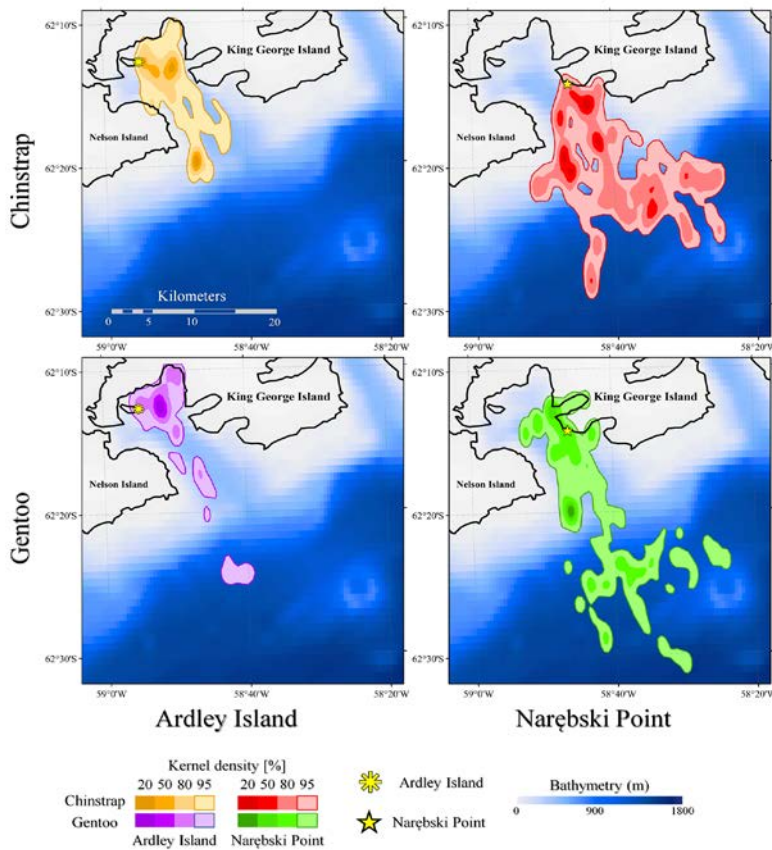 62°10'S
62°20'S
62°30'S
King George Island
Nelson Island
Kilometers
0 5 10 20
59°0'W 58°40'W 58°20'W
62°10'S
62°20'S
62°30'S
King George Island
Nelson Island
59°0'W 58°40'W 58°20'W
Chinstrap
62°10'S
62°20'S
62°30'S
King George Island
Nelson Island
59°0'W 58°40'W 58°20'W
62°10'S
62°20'S
62°30'S
King George Island
Nelson Island
59°0'W 58°40'W 58°20'W
Gentoo
Ardley Island Narębski Point
Kernel density [%]
20 50 80 95 20 50 80 95
Chinstrap
Gentoo
Ardley Island Narębski Point
Ardley Island
Narębski Point
Bathymetry (m)
0 900 1800